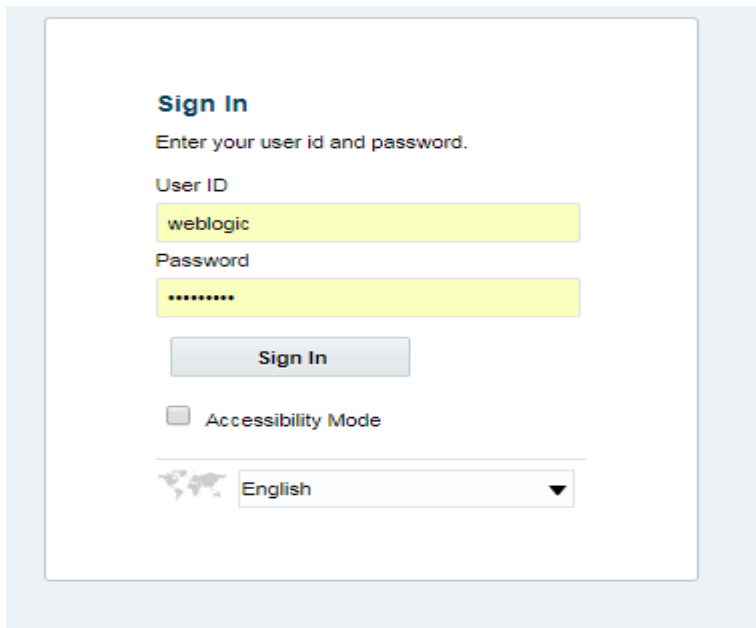 Sign In
Enter your user id and password.
User ID
weblogic
Password
•••••••••
Sign In
Accessibility Mode
English